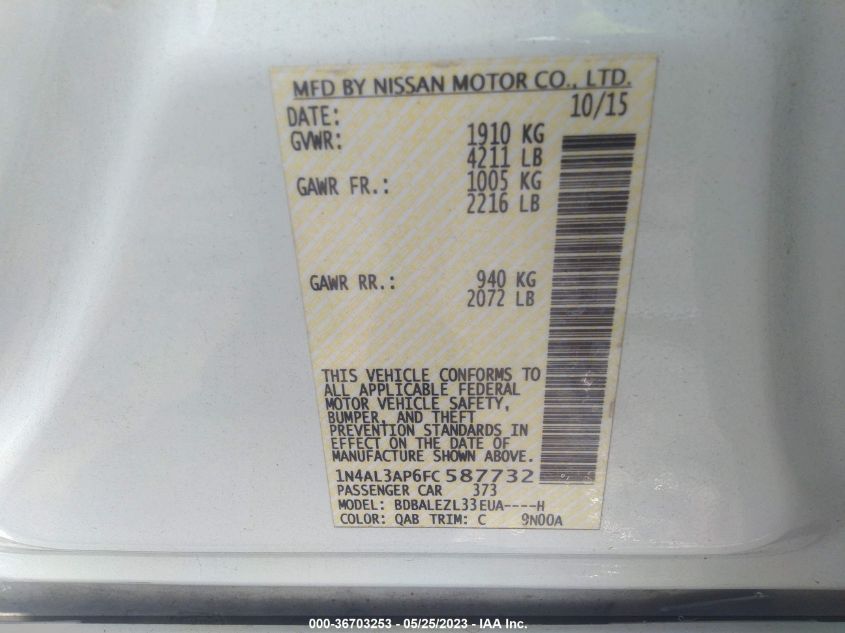 MFD BY NISSAN MOTOR CO., LTD.
DATE: 10/15
GVWR: 1910 KG
4211 LB
GAWR FR.: 1005 KG
2216 LB
GAWR RR.: 940 KG
2072 LB
THIS VEHICLE CONFORMS TO
ALL APPLICABLE FEDERAL
MOTOR VEHICLE SAFETY,
BUMPER, AND THEFT
PREVENTION STANDARDS IN
EFFECT ON THE DATE OF
MANUFACTURE SHOWN ABOVE.
1N4AL3AP6FC 587732
PASSENGER CAR 373
MODEL: BDBALEZL33EUA----H
COLOR: QAB TRIM: C 9N00A
000-36703253 - 05/25/2023 - IAA Inc.